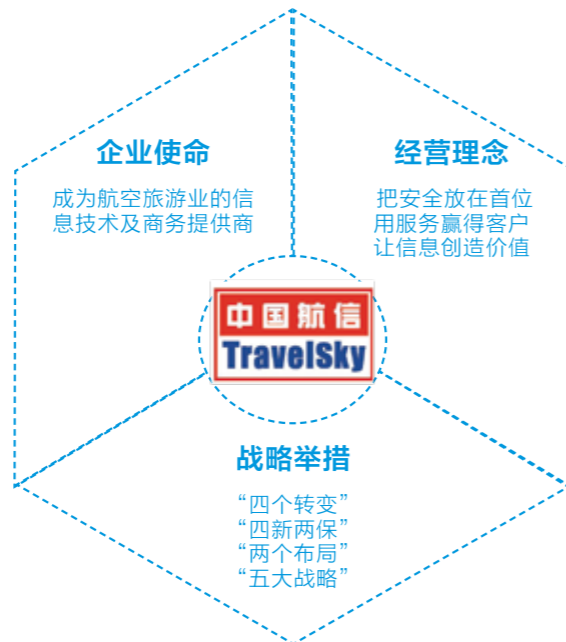 企业使命
成为航空旅游业的信
息技术及商务提供商
经营理念
把安全放在首位
用服务赢得客户
让信息创造价值
中国航信
TravelSky
战略举措
“四个转变”
“四新两保”
“两个布局”
“五大战略”